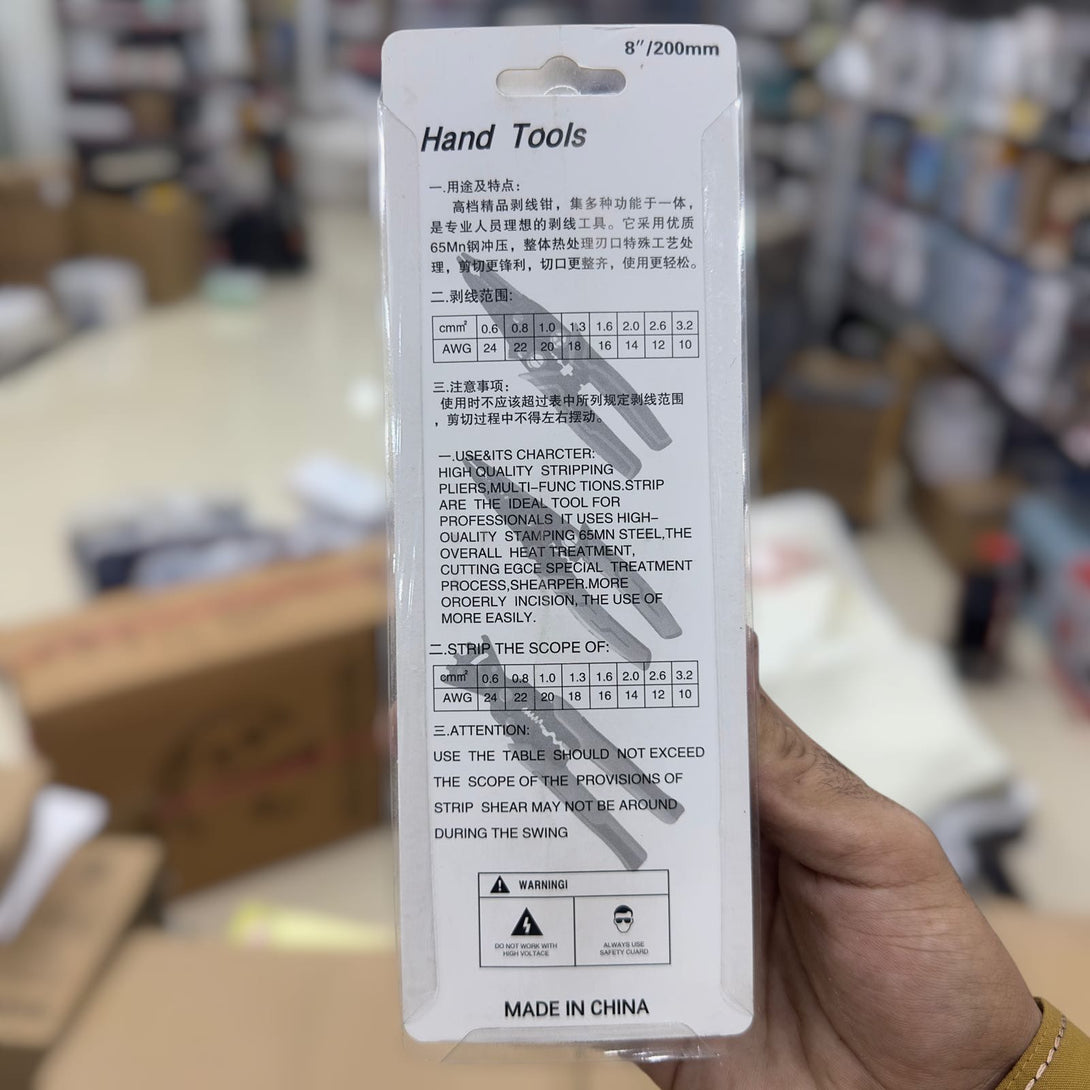 8"/200mm
Hand Tools
一.用途及特点:
高档精品剥线钳，集多种功能于一体，
是专业人员理想的剥线工具。它采用优质
65Mn钢冲压，整体热处理刃口特殊工艺处
理，剪切更锋利，切口更整齐，使用更轻松。
二.剥线范围:
cm㎡ 0.6 0.8 1.0 1.3 1.6 2.0 2.6 3.2
AWG 24 22 20 18 16 14 12 10
三.注意事项:
使用时不应该超过表中所列规定剥线范围
，剪切过程中不得左右摆动。
一.USE&ITS CHARCTER:
HIGH QUALITY STRIPPING
PLIERS,MULTI-FUNC TIONS.STRIP
ARE THE IDEAL TOOL FOR
PROFESSIONALS IT USES HIGH-
OUALITY STAMPING 65MN STEEL,THE
OVERALL HEAT TREATMENT,
CUTTING EGCE SPECIAL TREATMENT
PROCESS,SHEARPER.MORE
OROERLY INCISION, THE USE OF
MORE EASILY.
二.STRIP THE SCOPE OF:
cm㎡ 0.6 0.8 1.0 1.3 1.6 2.0 2.6 3.2
AWG 24 22 20 18 16 14 12 10
三.ATTENTION:
USE THE TABLE SHOULD NOT EXCEED
THE SCOPE OF THE PROVISIONS OF
STRIP SHEAR MAY NOT BE AROUND
DURING THE SWING
WARNINGI
DO NOT WORK WITH
HIGH VOLTACE
ALWAYS USE
SAFETY CUARD
MADE IN CHINA